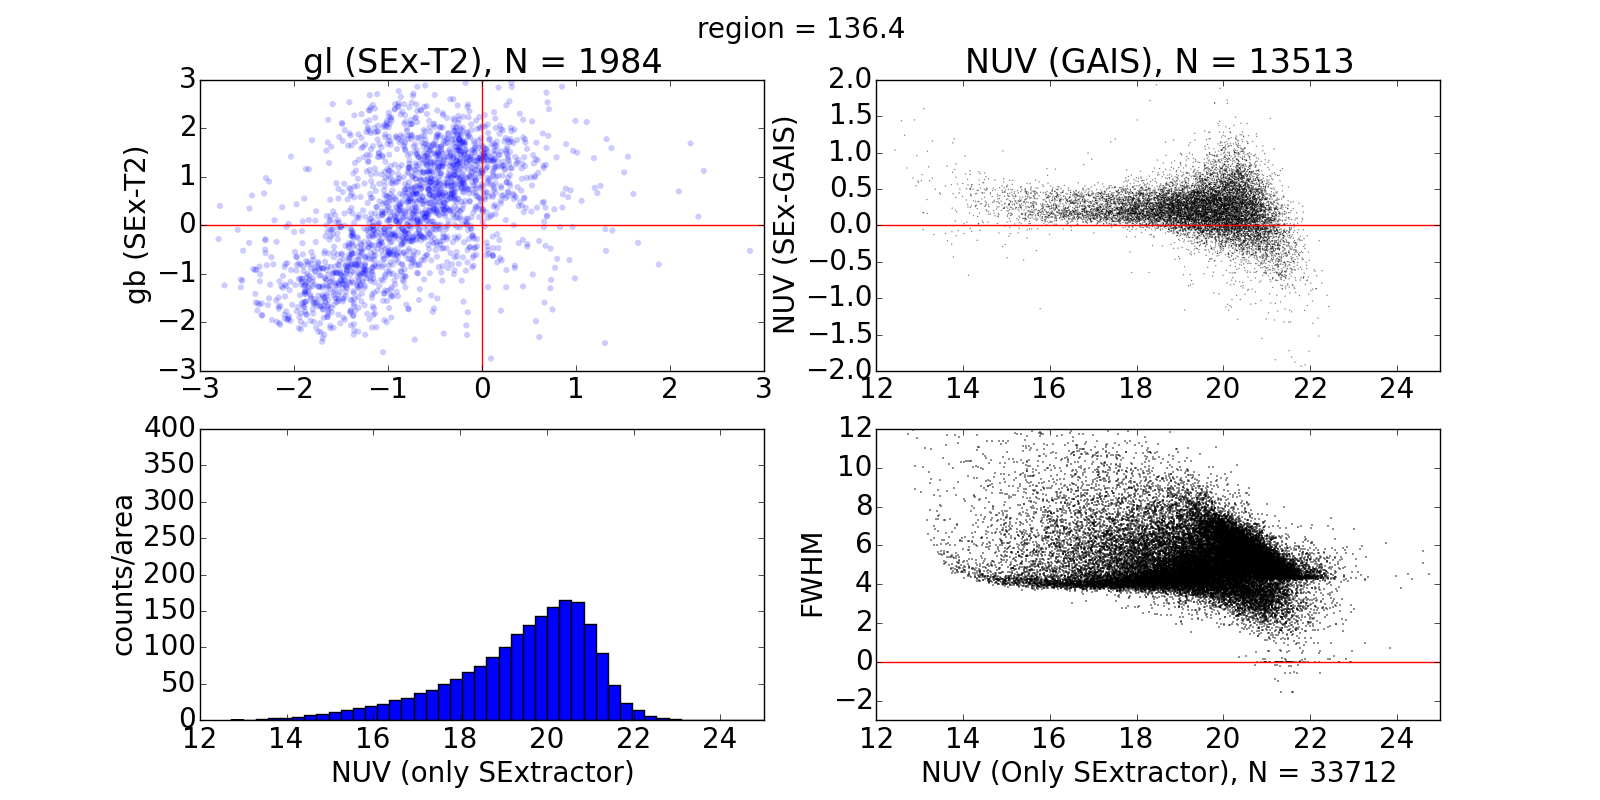 region = 136.4
gl (SEx-T2), N = 1984
NUV (GAIS), N = 13513
3
2
1
0
−1
−2
−3
gb (SEx-T2)
−3 −2 −1 0 1 2 3
2.0
1.5
1.0
0.5
0.0
−0.5
−1.0
−1.5
−2.0
NUV (SEx-GAIS)
12 14 16 18 20 22 24
400
350
300
250
200
150
100
50
0
counts/area
12 14 16 18 20 22 24
NUV (only SExtractor)
12
10
8
6
4
2
0
−2
FWHM
12 14 16 18 20 22 24
NUV (Only SExtractor), N = 33712